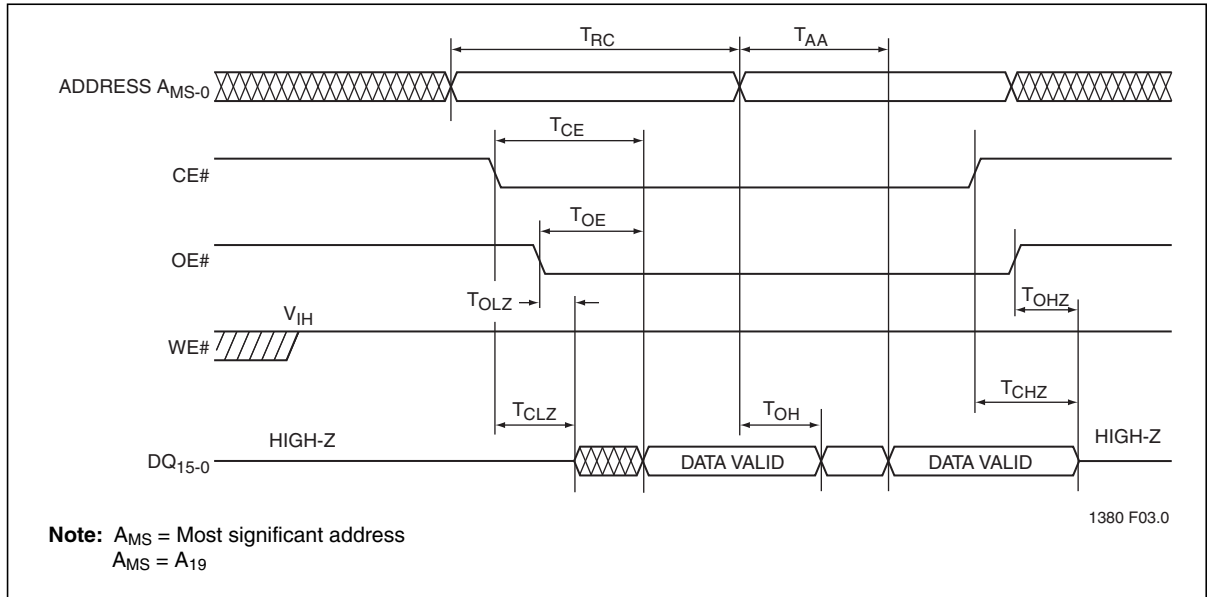 TRC TAA
ADDRESS AMS-0
TCE
CE#
TOE
OE#
TOLZ TOHZ
VIH
WE#
TCHZ
TCLZ TOH
HIGH-Z HIGH-Z
DQ15-0 DATA VALID DATA VALID
1380 F03.0
Note: AMS = Most significant address
AMS = A19